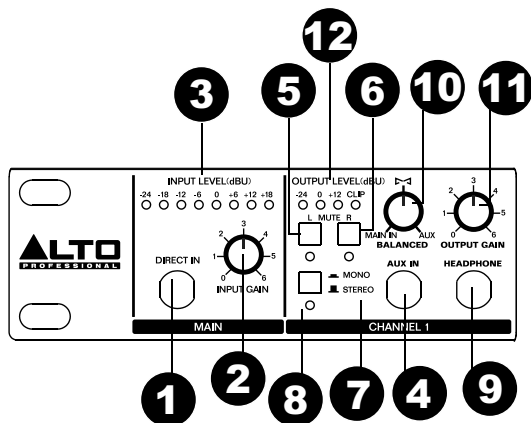 12
3
5
6
10
11
INPUT LEVEL(dBU)
-24 -18 -12 -6 0 +6 +12 +18
OUTPUT LEVEL(dBU)
-24 0 +12 CLIP
L MUTE R
MAIN IN AUX
BALANCED
0 1 2 3 4 5 6
OUTPUT GAIN
ALTO
PROFESSIONAL
DIRECT IN
0 1 2 3 4 5 6
INPUT GAIN
MONO
STEREO
AUX IN
HEADPHONE
MAIN
CHANNEL 1
1
2
8
7
4
9